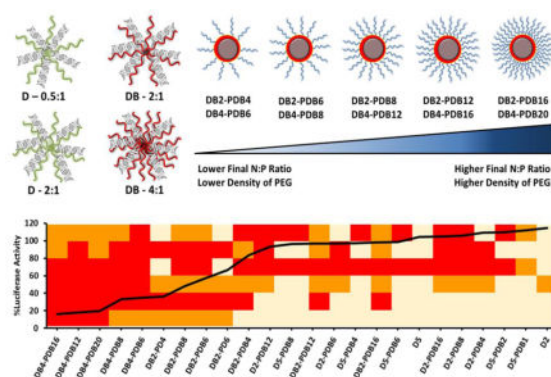 D – 0.5:1
DB - 2:1
DB2-PDB4
DB4-PDB6
DB2-PDB6
DB4-PDB8
DB2-PDB8
DB4-PDB12
DB2-PDB12
DB4-PDB16
DB2-PDB16
DB4-PDB20
D - 2:1
DB - 4:1
Lower Final N:P Ratio
Lower Density of PEG
Higher Final N:P Ratio
Higher Density of PEG
%Luciferase Activity
120
100
80
60
40
20
0
DB4-PDB16
DB4-PDB12
DB4-PDB20
DB4-PDB8
DB4-PDB6
DB2-PD4
DB2-PDB8
DB2-PDB6
DB2-PD6
DB2-PDB4
DB2-PDB12
D5-PDB8
DB2-PDB12
D2-PDB6
D5-PDB4
DB2-PDB16
D5-PDB6
D5
D2-PDB16
D2-PDB8
D2-PDB4
D5-PDB2
D5-PDB1
D2